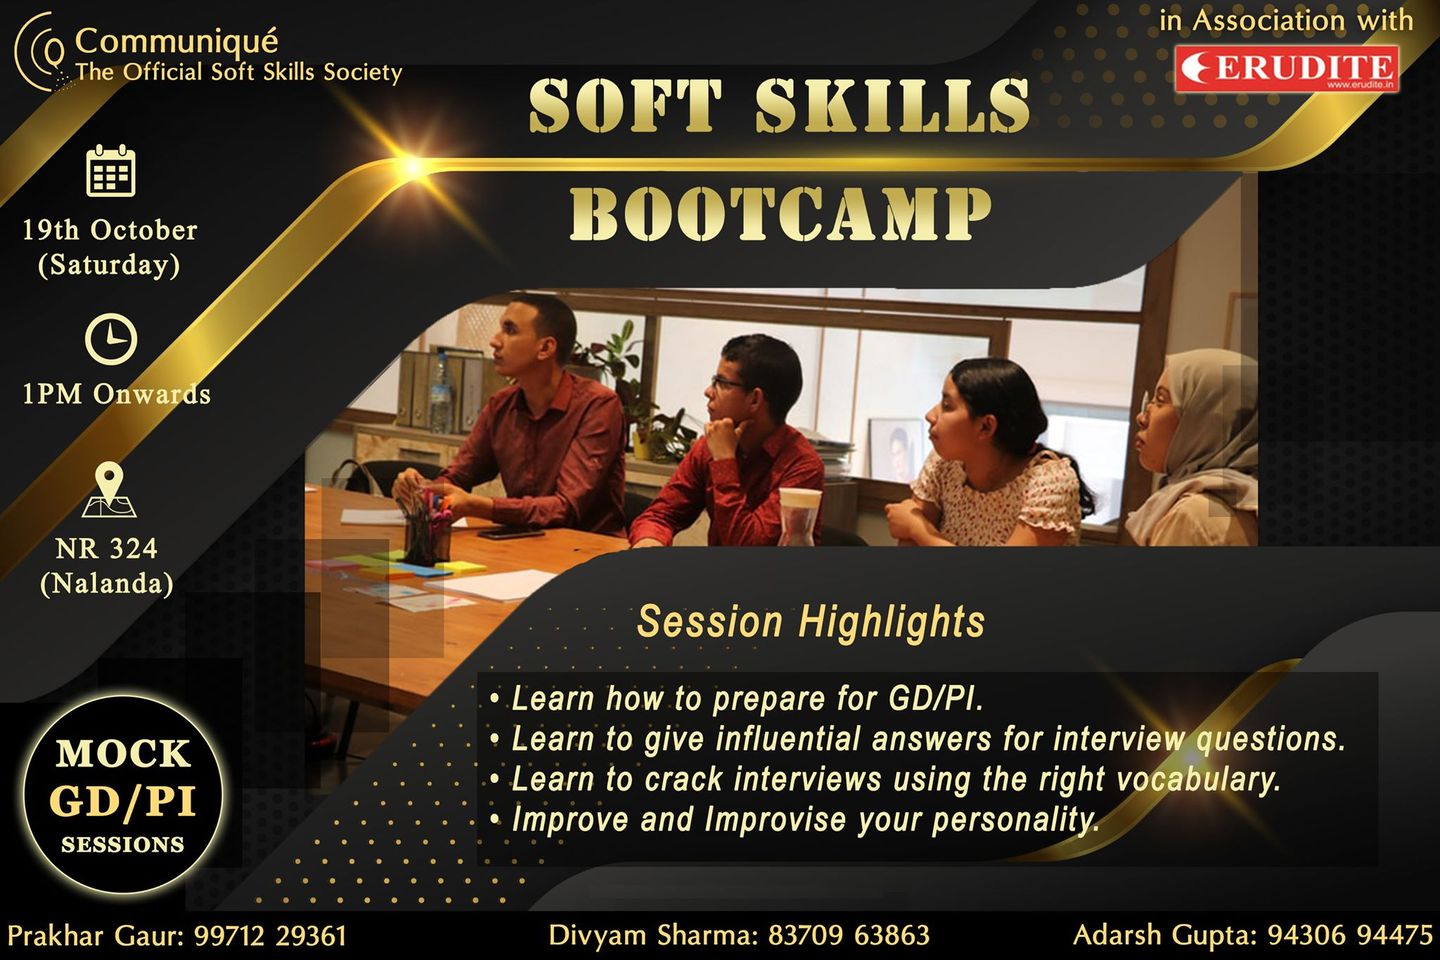 Communiqué
The Official Soft Skills Society
in Association with
ERUDITE
www.erudite.in
SOFT SKILLS
BOOTCAMP
19th October
(Saturday)
1PM Onwards
NR 324
(Nalanda)
Session Highlights
• Learn how to prepare for GD/PI.
• Learn to give influential answers for interview questions.
• Learn to crack interviews using the right vocabulary.
• Improve and Improvise your personality.
MOCK
GD/PI
SESSIONS
Prakhar Gaur: 99712 29361
Divyam Sharma: 83709 63863
Adarsh Gupta: 94306 94475